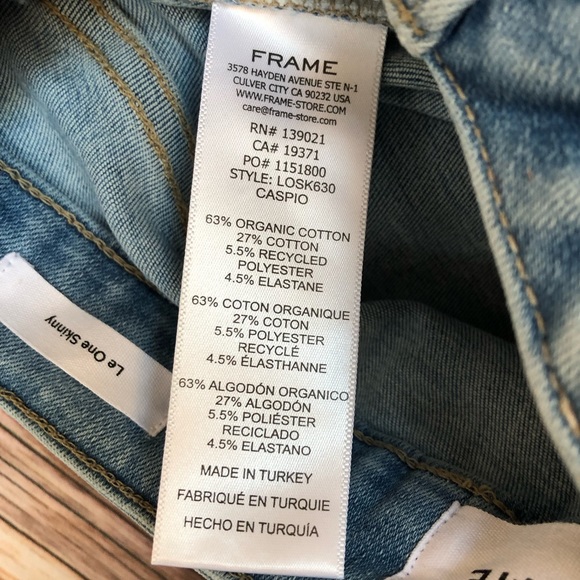 FRAME
3578 HAYDEN AVENUE STE N-1
CULVER CITY CA 90232 USA
WWW.FRAME-STORE.COM
care@frame-store.com
RN# 139021
CA# 19371
PO# 1151800
STYLE: LOSK630
CASPIO
63% ORGANIC COTTON
27% COTTON
5.5% RECYCLED
POLYESTER
4.5% ELASTANE
63% COTON ORGANIQUE
27% COTON
5.5% POLYESTER
RECYCLÉ
4.5% ÉLASTHANNE
63% ALGODÓN ORGANICO
27% ALGODÓN
5.5% POLIÉSTER
RECICLADO
4.5% ELASTANO
MADE IN TURKEY
FABRIQUÉ EN TURQUIE
HECHO EN TURQUÍA
Le One Skinny